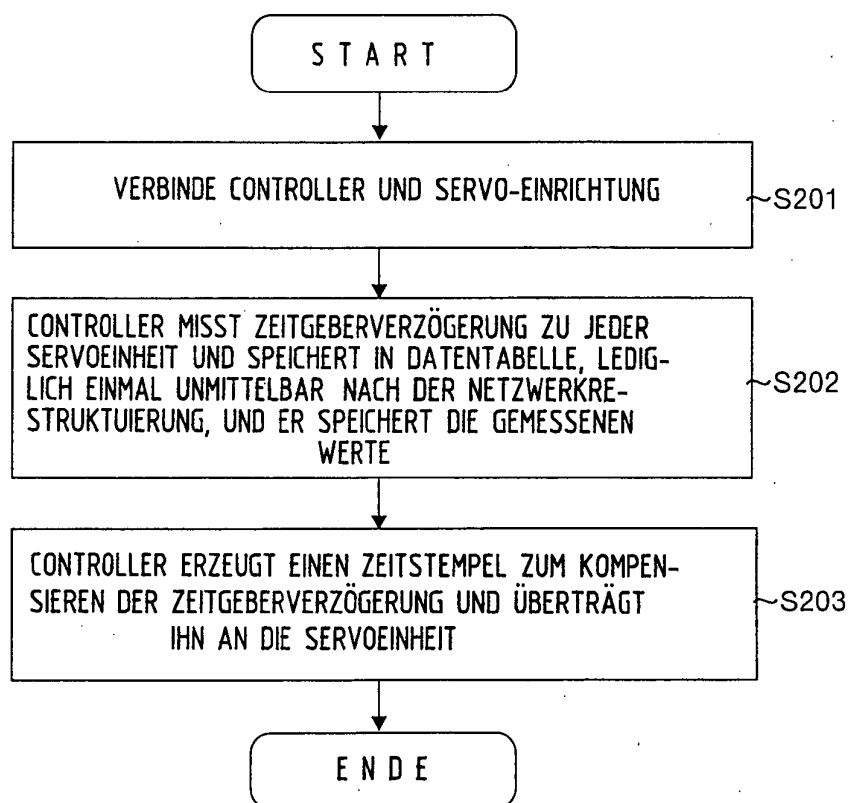 START
VERBINDE CONTROLLER UND SERVO-EINRICHTUNG
~S201
CONTROLLER MISST ZEITGEBERVERZÖGERUNG ZU JEDER
SERVOEINHEIT UND SPEICHERT IN DATENTABELLE, LEDIG-
LICH EINMAL UNMITTELBAR NACH DER NETZWERKRE-
STRUKTUIERUNG, UND ER SPEICHERT DIE GEMESSENEN
WERTE
~S202
CONTROLLER ERZEUGT EINEN ZEITSTEMPEL ZUM KOMPEN-
SIEREN DER ZEITGEBERVERZÖGERUNG UND ÜBERTRÄGT
IHN AN DIE SERVOEINHEIT
~S203
ENDE